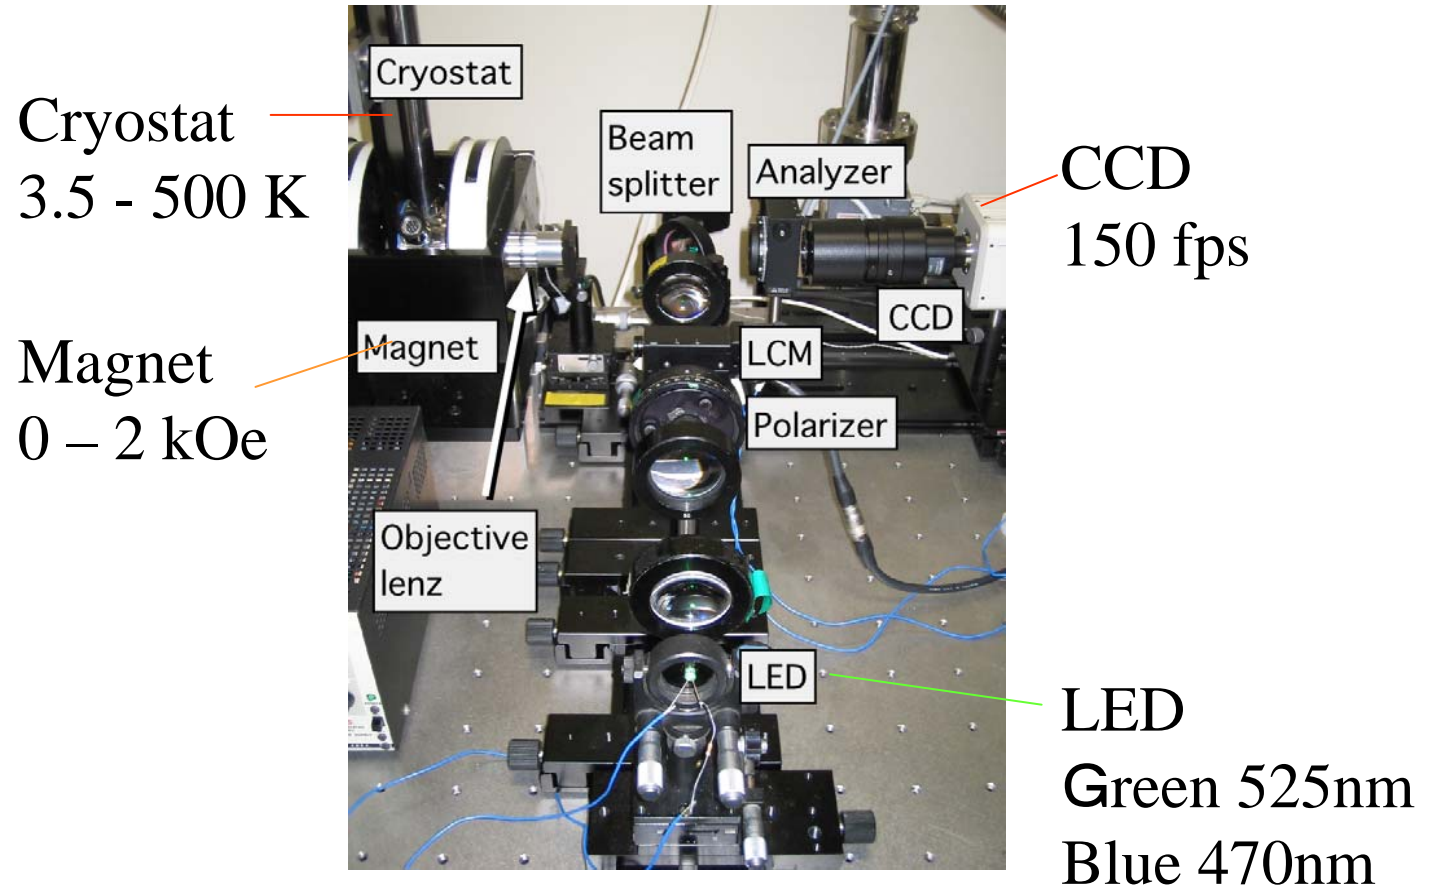 Cryostat
3.5 - 500 K
Magnet
0 – 2 kOe
Cryostat
Beam
splitter
Analyzer
CCD
LCM
Magnet
Polarizer
Objective
lenz
LED
CCD
150 fps
LED
Green 525nm
Blue 470nm